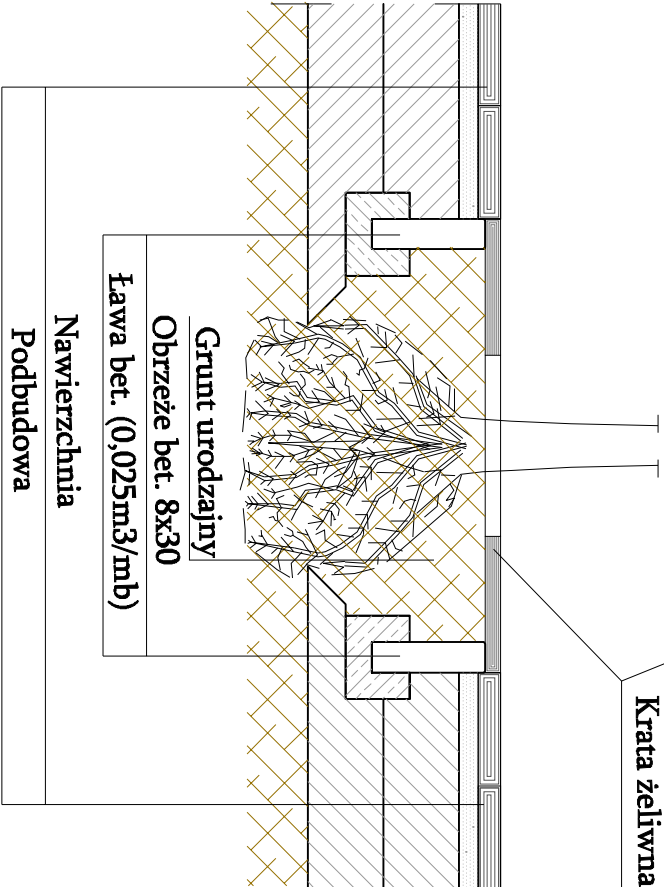 Krata żeliwna
Grunt urodzajny
Obrzeże bet. 8x30
Ława bet. (0,025m3/mb)
Nawierzchnia
Podbudowa